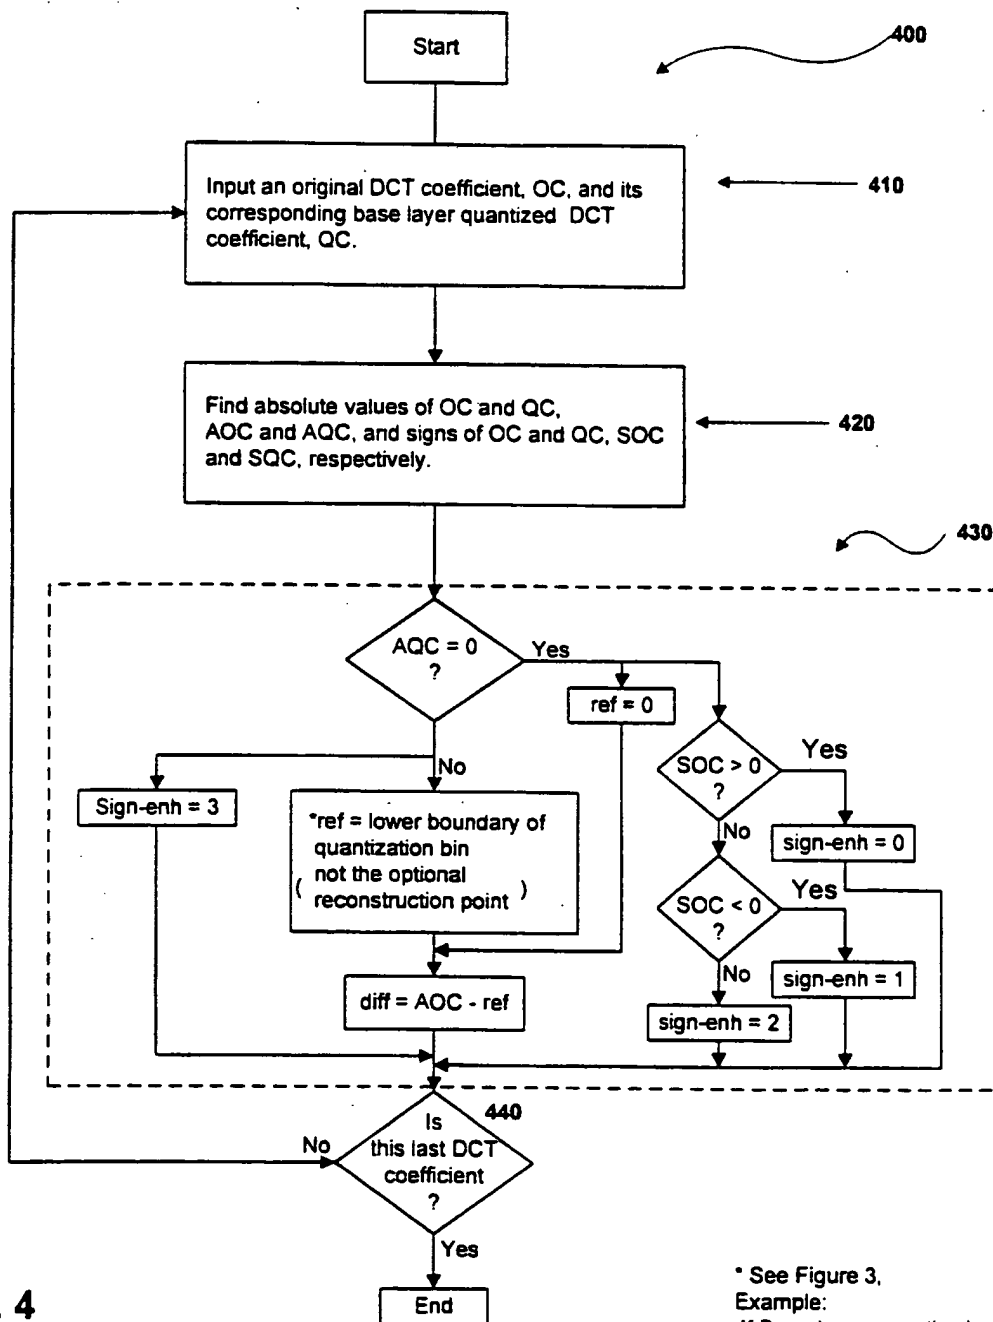 Start
400
Input an original DCT coefficient, OC, and its
corresponding base layer quantized DCT
coefficient, QC.
410
Find absolute values of OC and QC,
AOC and AQC, and signs of OC and QC, SOC
and SQC, respectively.
420
430
AQC = 0
?
Yes
ref = 0
No
Sign-enh = 3
*ref = lower boundary of
quantization bin
( not the optional
reconstruction point )
SOC > 0
?
Yes
No
sign-enh = 0
SOC < 0
?
Yes
No
sign-enh = 1
sign-enh = 2
diff = AOC - ref
440
Is
this last DCT
coefficient
?
No
Yes
End
* See Figure 3,
Example:
. 4